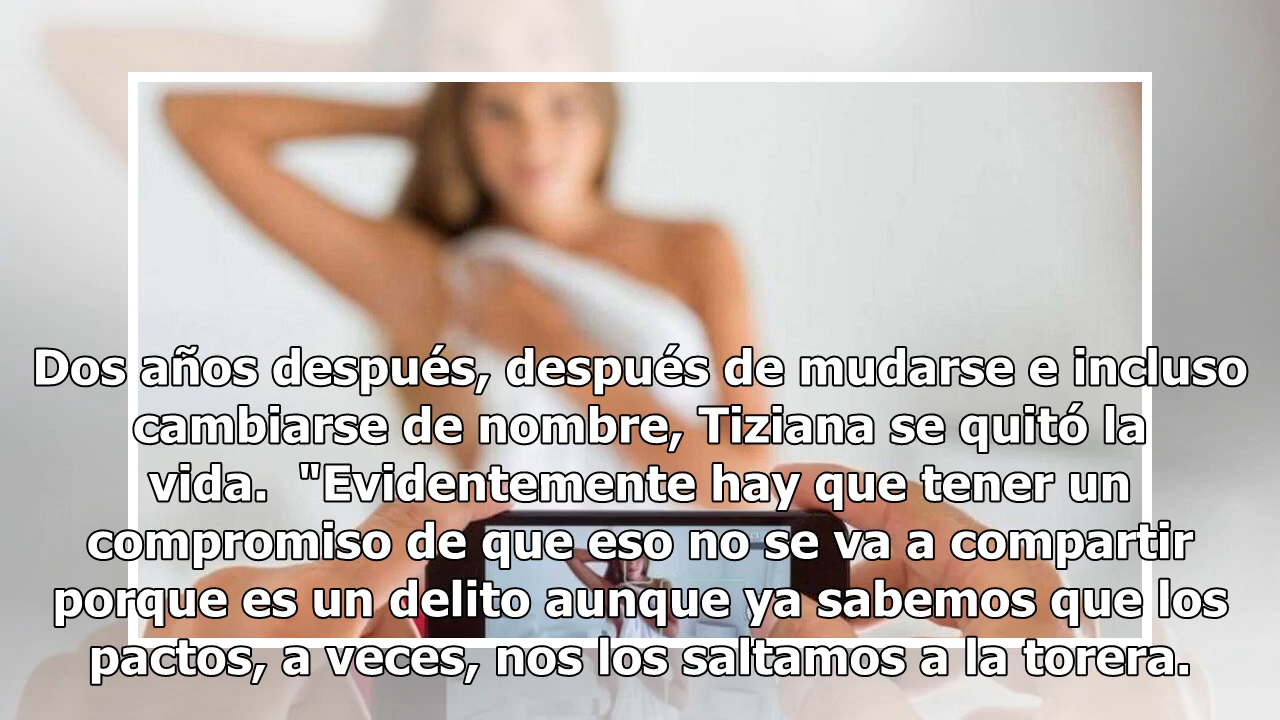 Dos años después, después de mudarse e incluso
cambiarse de nombre, Tiziana se quitó la
vida.  "Evidentemente hay que tener un
compromiso de que eso no se va a compartir
porque es un delito aunque ya sabemos que los
pactos, a veces, nos los saltamos a la torera.